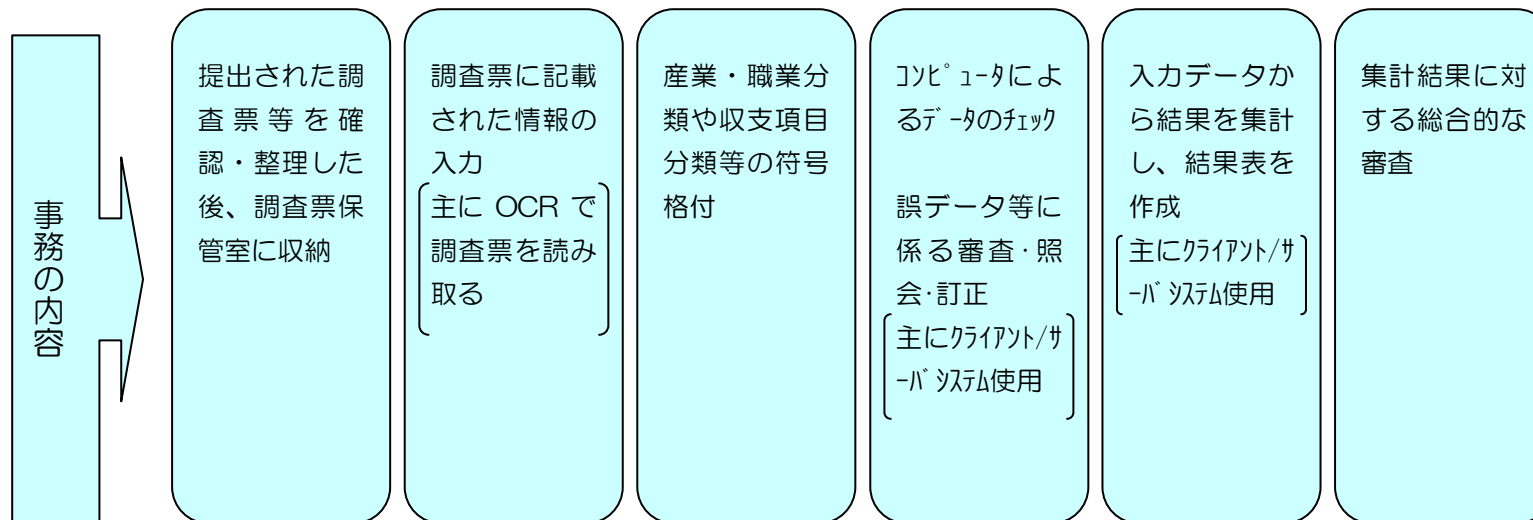 事務の内容
提出された調
査票等を確
認・整理した
後、調査票保
管室に収納
調査票に記載
された情報の
入力
主に OCR で
調査票を読み
取る
産業・職業分
類や収支項目
分類等の符号
格付
ｺﾝﾋﾟｭｰﾀによ
るﾃﾞｰﾀのﾁｪｯｸ
誤データ等に
係る審査･照
会･訂正
主にｸﾗｲｱﾝﾄ/ｻ
ｰﾊﾞｼｽﾃﾑ使用
入力データか
ら結果を集計
し、結果表を
作成
主にｸﾗｲｱﾝﾄ/ｻ
ｰﾊﾞｼｽﾃﾑ使用
集計結果に対
する総合的な
審査